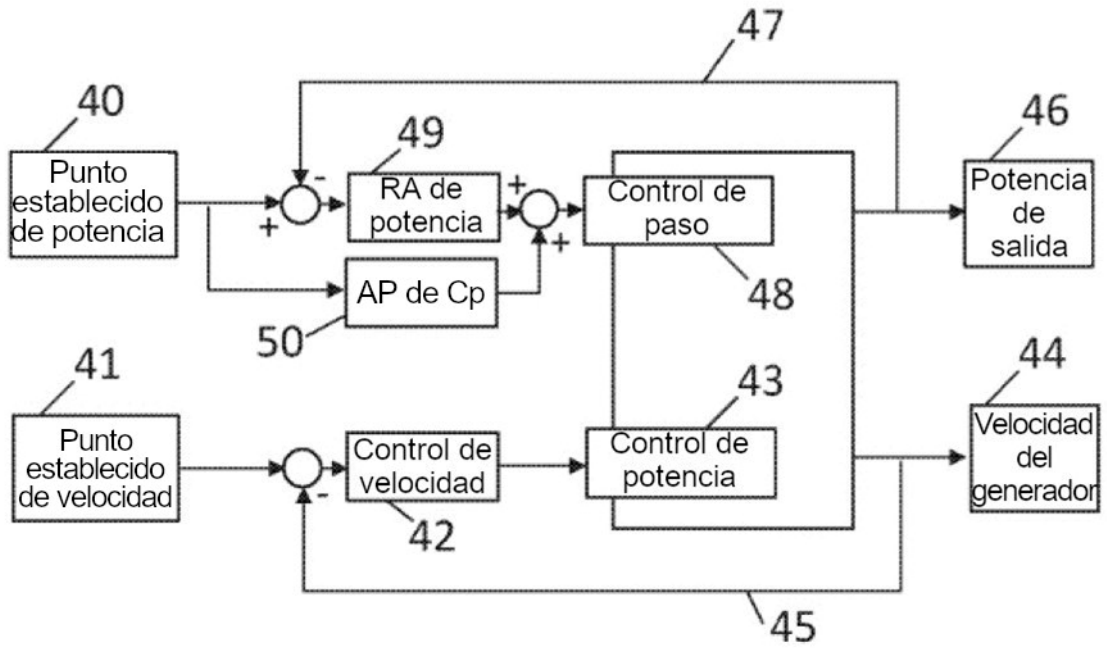 47
40
49
46
Punto
establecido
de potencia
-
+
RA de
potencia
+
+
Control de
paso
Potencia
de
salida
AP de Cp
50
48
41
43
44
Punto
establecido
de velocidad
-
Control de
velocidad
Control de
potencia
Velocidad
del
generador
42
45